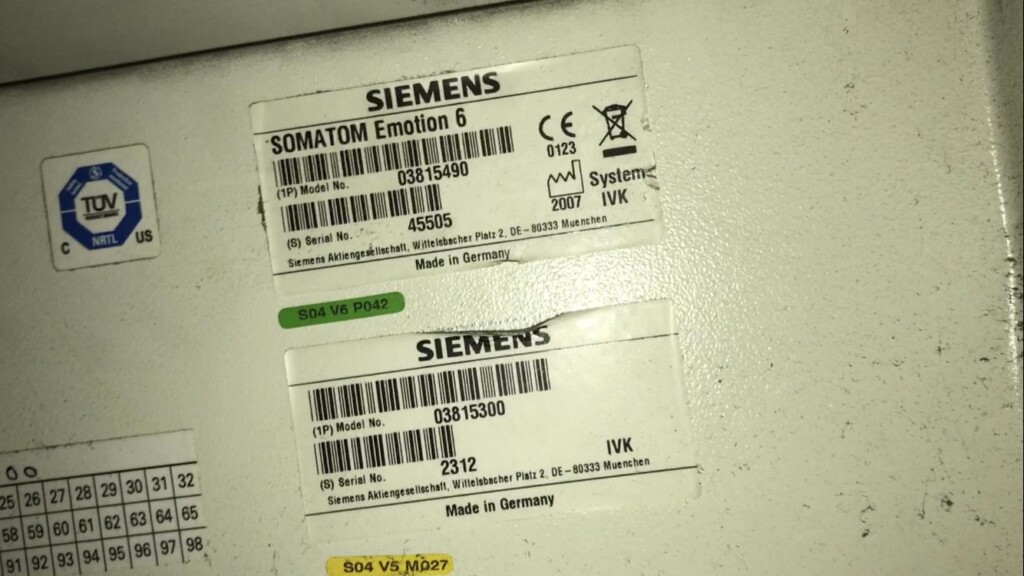 SIEMENS
SOMATOM Emotion 6
CE
0123
(1P) Model No. 03815490
2007
System
IVK
(S) Serial No. 45505
Siemens Aktiengesellschaft, Wittelsbacher Platz 2, DE-80333 Muenchen
Made in Germany
TÜV
NRTL
C US
S04 V6 P042
SIEMENS
(1P) Model No. 03815300
IVK
(S) Serial No. 2312
Siemens Aktiengesellschaft, Wittelsbacher Platz 2, DE-80333 Muenchen
Made in Germany
00
25 26 27 28 29 30 31 32
58 59 60 61 62 63 64 65
91 92 93 94 95 96 97 98
S04 V5 M027